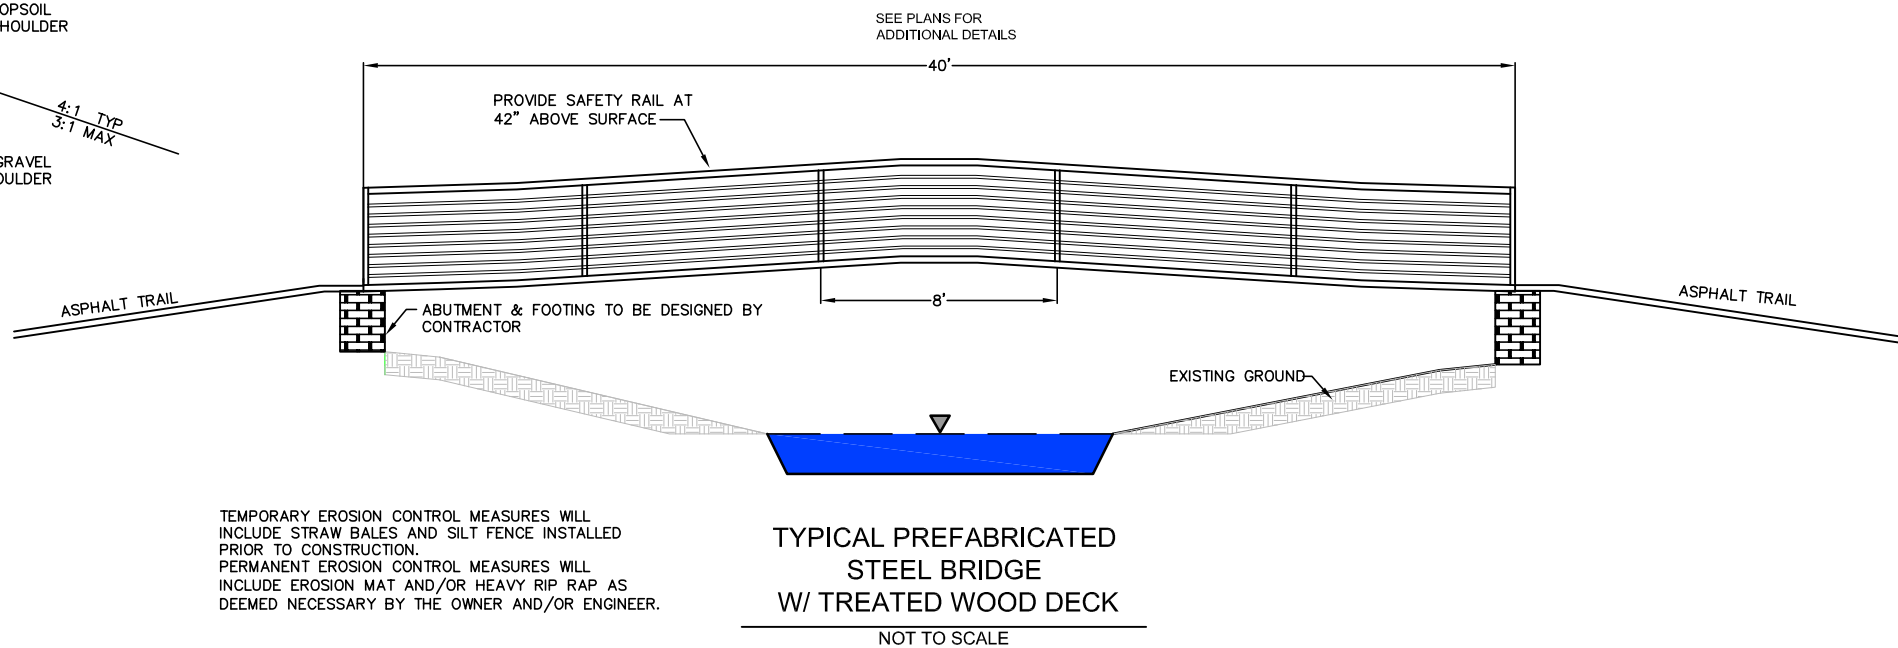 SEE PLANS FOR
ADDITIONAL DETAILS
OPSOIL
HOULDER
40'
4:1 TYP
3:1 MAX
PROVIDE SAFETY RAIL AT
42" ABOVE SURFACE
GRAVEL
OULDER
8'
ASPHALT TRAIL
ABUTMENT & FOOTING TO BE DESIGNED BY
CONTRACTOR
ASPHALT TRAIL
EXISTING GROUND
TEMPORARY EROSION CONTROL MEASURES WILL
INCLUDE STRAW BALES AND SILT FENCE INSTALLED
PRIOR TO CONSTRUCTION.
PERMANENT EROSION CONTROL MEASURES WILL
INCLUDE EROSION MAT AND/OR HEAVY RIP RAP AS
DEEMED NECESSARY BY THE OWNER AND/OR ENGINEER.
TYPICAL PREFABRICATED
STEEL BRIDGE
W/ TREATED WOOD DECK
NOT TO SCALE